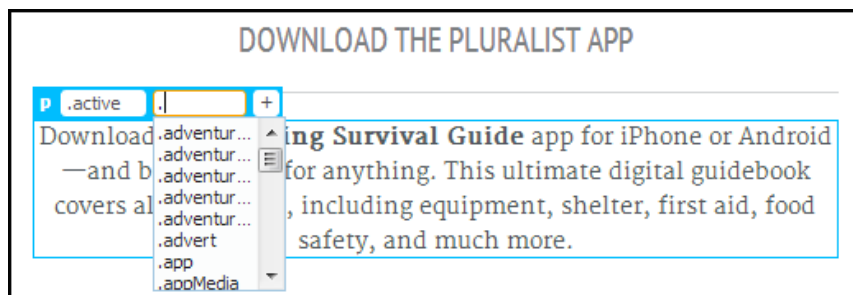 DOWNLOAD THE PLURALIST APP
p .active . +
Download ing Survival Guide app for iPhone or Android
.adventur...
.adventur...
.adventur...
.adventur...
.adventur...
.advert
.app
.appMedia
—and b for anything. This ultimate digital guidebook
covers al , including equipment, shelter, first aid, food
safety, and much more.